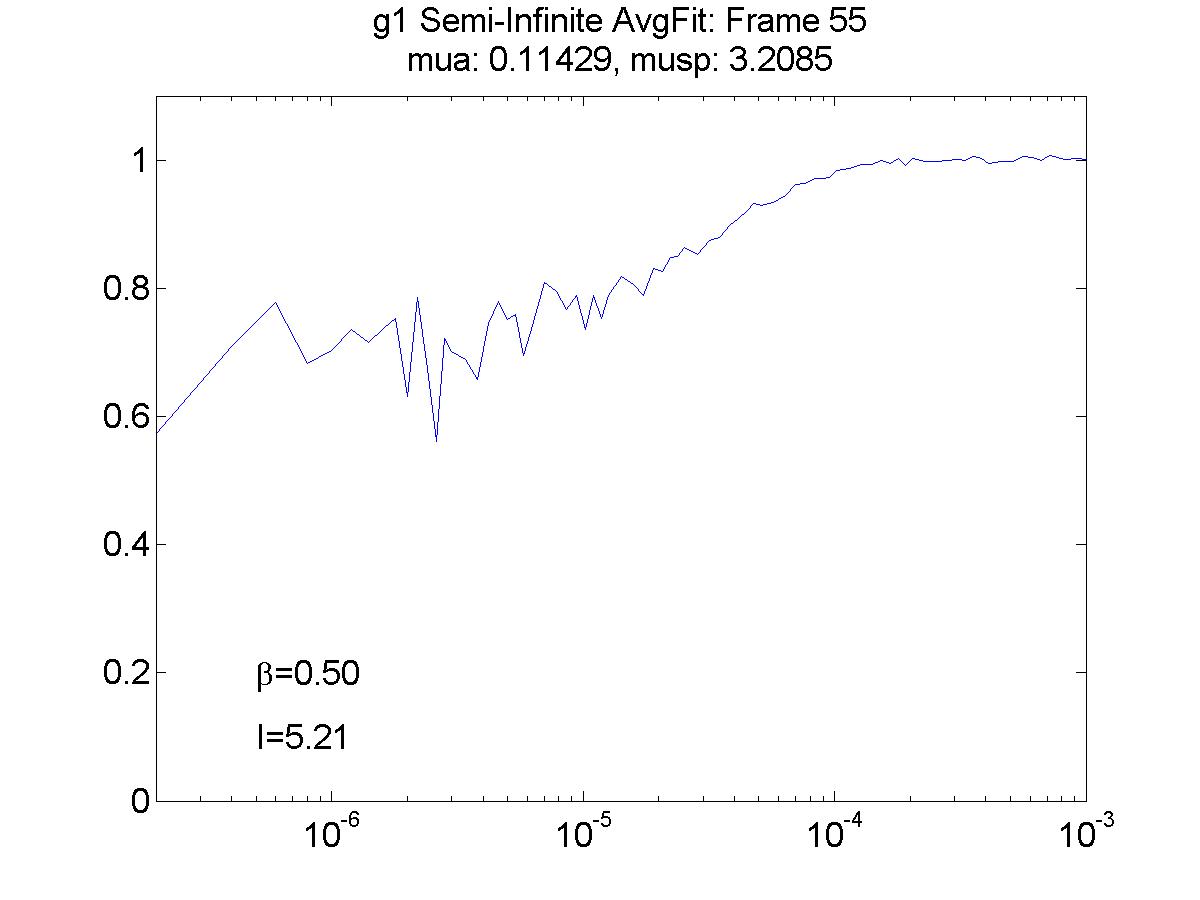 g1 Semi-Infinite AvgFit: Frame 55
mua: 0.11429, musp: 3.2085
1
0.8
0.6
0.4
0.2
0
β=0.50
I=5.21
10^-6
10^-5
10^-4
10^-3